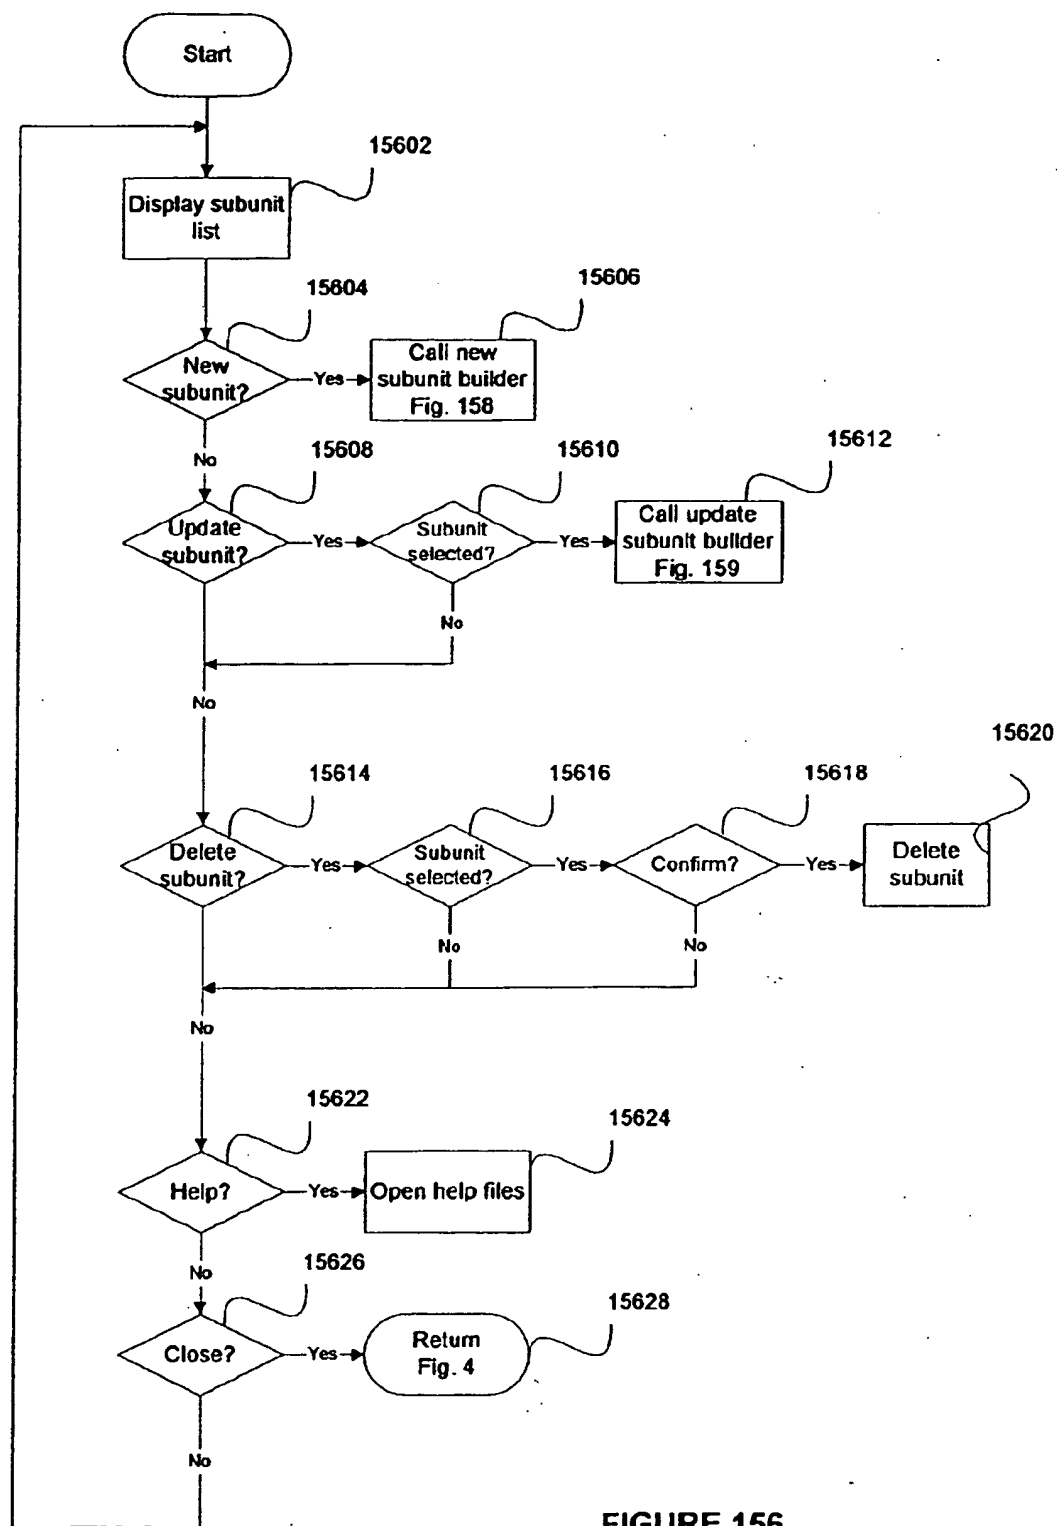 Start
15602
Display subunit
list
15604
15606
New
subunit?
Yes
Call new
subunit builder
Fig. 158
No
15608
15610
15612
Update
subunit?
Yes
Subunit
selected?
Yes
Call update
subunit builder
Fig. 159
No
No
15620
15614
15616
15618
Delete
subunit?
Yes
Subunit
selected?
Yes
Confirm?
Yes
Delete
subunit
No
No
No
15622
15624
Help?
Yes
Open help files
No
15626
15628
Close?
Yes
Return
Fig. 4
No
FIGURE 156